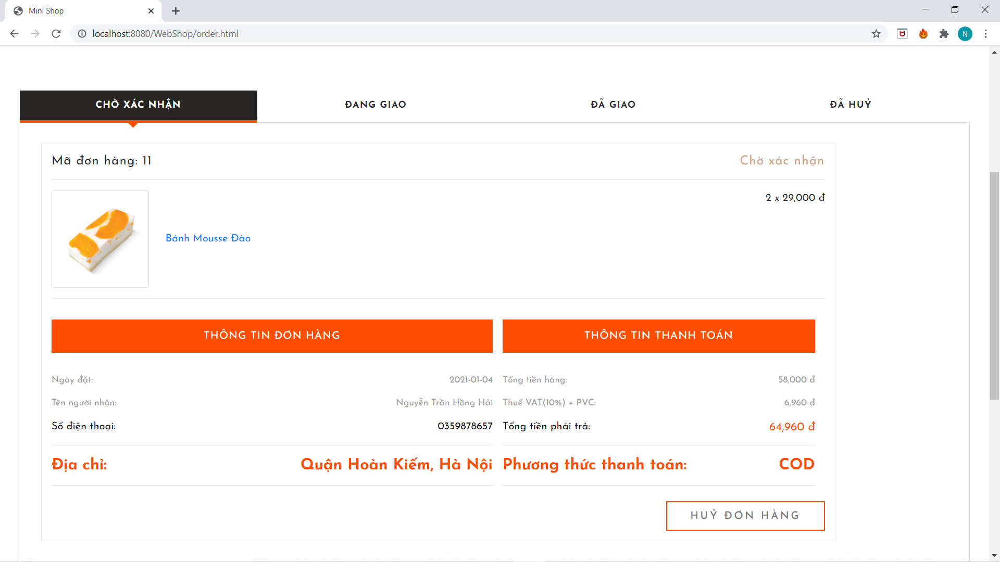 Mini Shop
localhost:8080/WebShop/order.html
N
CHỜ XÁC NHẬN
ĐANG GIAO
ĐÃ GIAO
ĐÃ HUỶ
Mã đơn hàng: 11
Chờ xác nhận
2 x 29,000 đ
Bánh Mousse Đào
THÔNG TIN ĐƠN HÀNG
THÔNG TIN THANH TOÁN
Ngày đặt: 2021-01-04
Tổng tiền hàng: 58,000 đ
Tên người nhận: Nguyễn Trần Hồng Hải
Thuế VAT(10%) + PVC: 6,960 đ
Số điện thoại: 0359878657
Tổng tiền phải trả: 64,960 đ
Địa chỉ: Quận Hoàn Kiếm, Hà Nội
Phương thức thanh toán: COD
HUỶ ĐƠN HÀNG